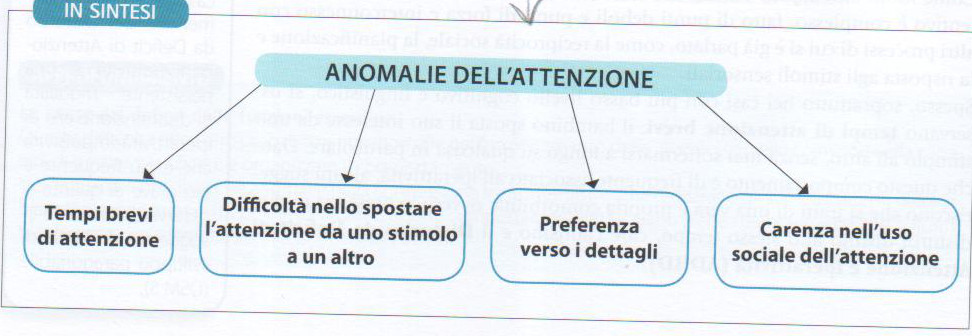 IN SINTESI
ANOMALIE DELL'ATTENZIONE
Tempi brevi
di attenzione
Difficoltà nello spostare
l'attenzione da uno stimolo
a un altro
Preferenza
verso i dettagli
Carenza nell'uso
sociale dell'attenzione